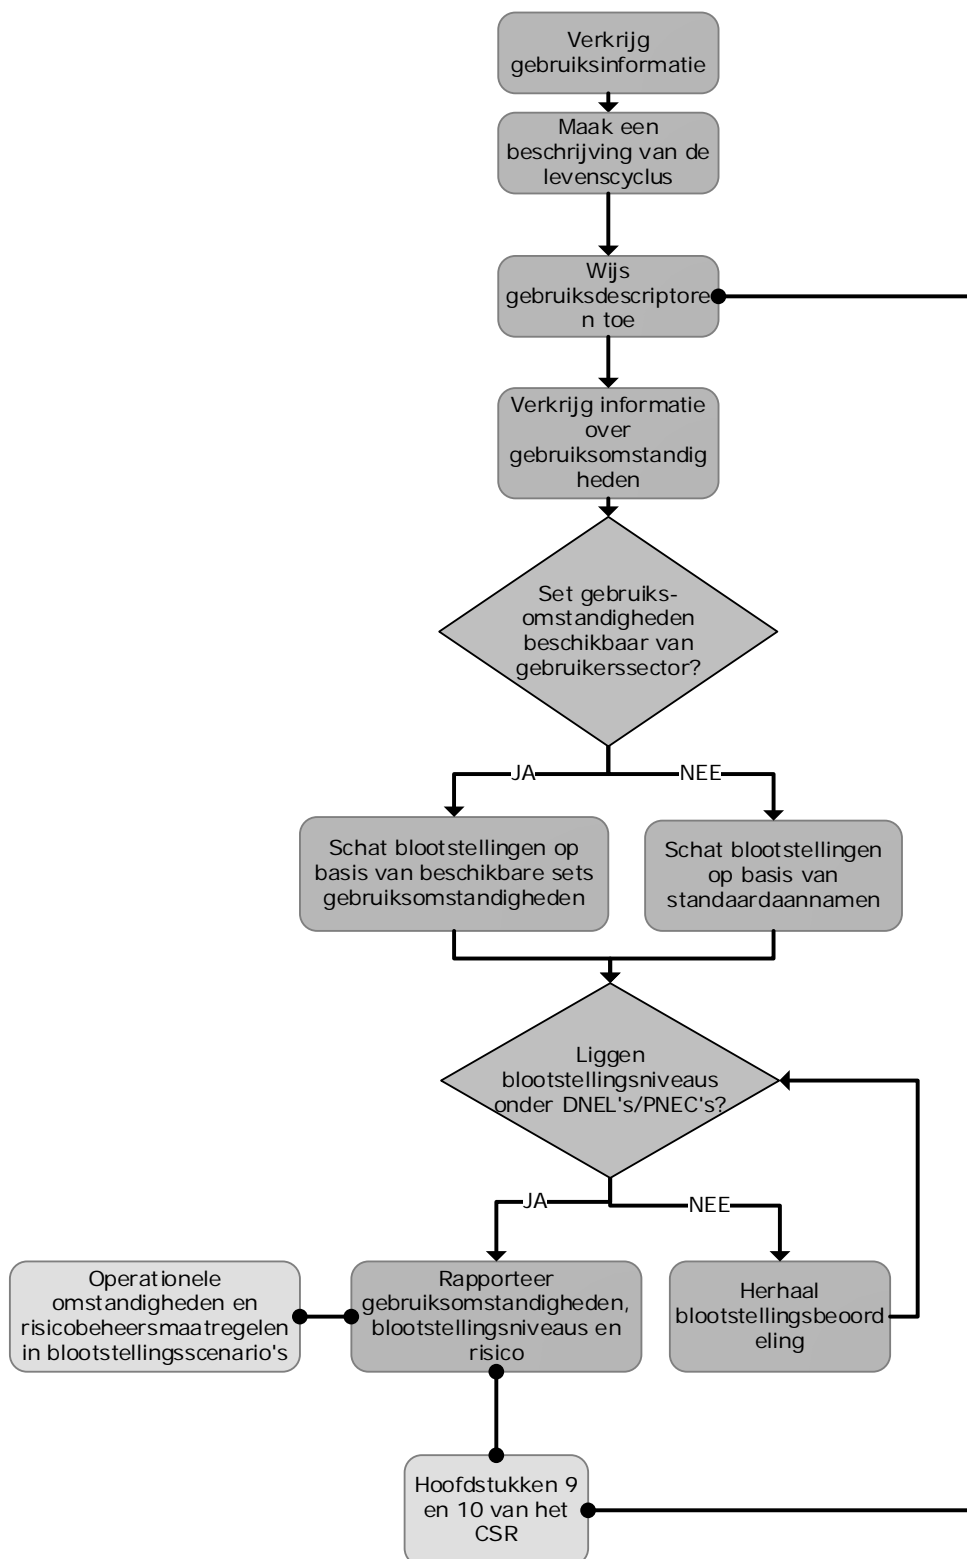 Verkrijg
gebruiksinformatie
Maak een
beschrijving van de
levenscyclus
Wijs
gebruiksdescriptore
n toe
Verkrijg informatie
over
gebruiksomstandig
heden
Set gebruiks-
omstandigheden
beschikbaar van
gebruikerssector?
JA
NEE
Schat blootstellingen op
basis van beschikbare sets
gebruiksomstandigheden
Schat blootstellingen
op basis van
standaardaannamen
Liggen
blootstellingsniveaus
onder DNEL's/PNEC's?
JA
NEE
Operationele
omstandigheden en
risicobeheersmaatregelen
in blootstellingsscenario's
Rapporteer
gebruiksomstandigheden,
blootstellingsniveaus en
risico
Herhaal
blootstellingsbeoord
eling
Hoofdstukken 9
en 10 van het
CSR